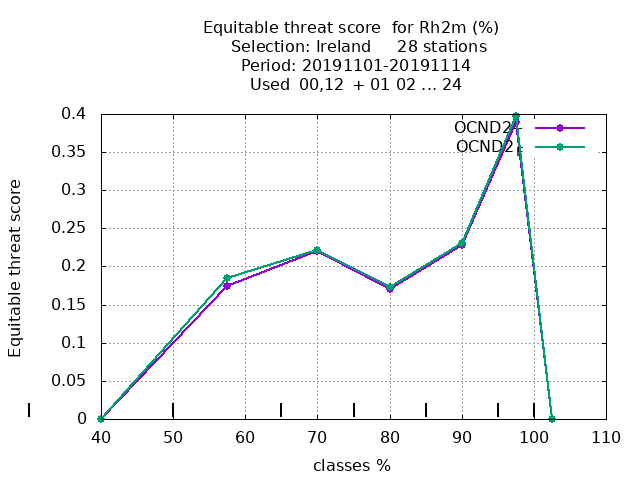 Equitable threat score for Rh2m (%)
Selection: Ireland 28 stations
Period: 20191101-20191114
Used 00,12 + 01 02 ... 24
0.4
0.35
0.3
0.25
0.2
0.15
0.1
0.05
0
Equitable threat score
OCND2
OCND2
40 50 60 70 80 90 100 110
classes %